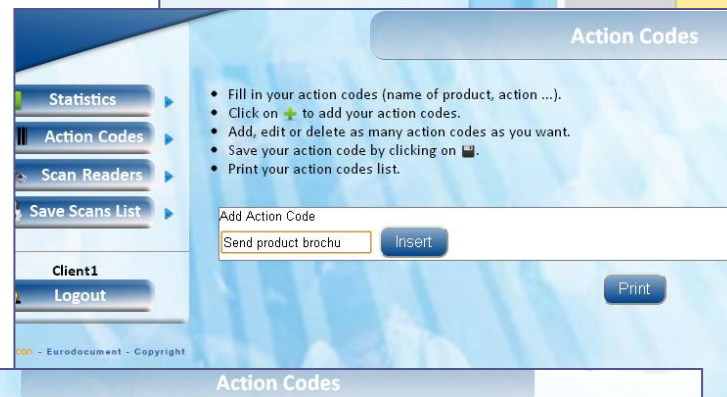 Action Codes
Statistics
Action Codes
Scan Readers
Save Scans List
Client1
Logout
- Eurodocument - Copyright
• Fill in your action codes (name of product, action ...).
• Click on to add your action codes.
• Add, edit or delete as many action codes as you want.
• Save your action code by clicking on .
• Print your action codes list.
Add Action Code
Send product brochu Insert
Print
Action Codes